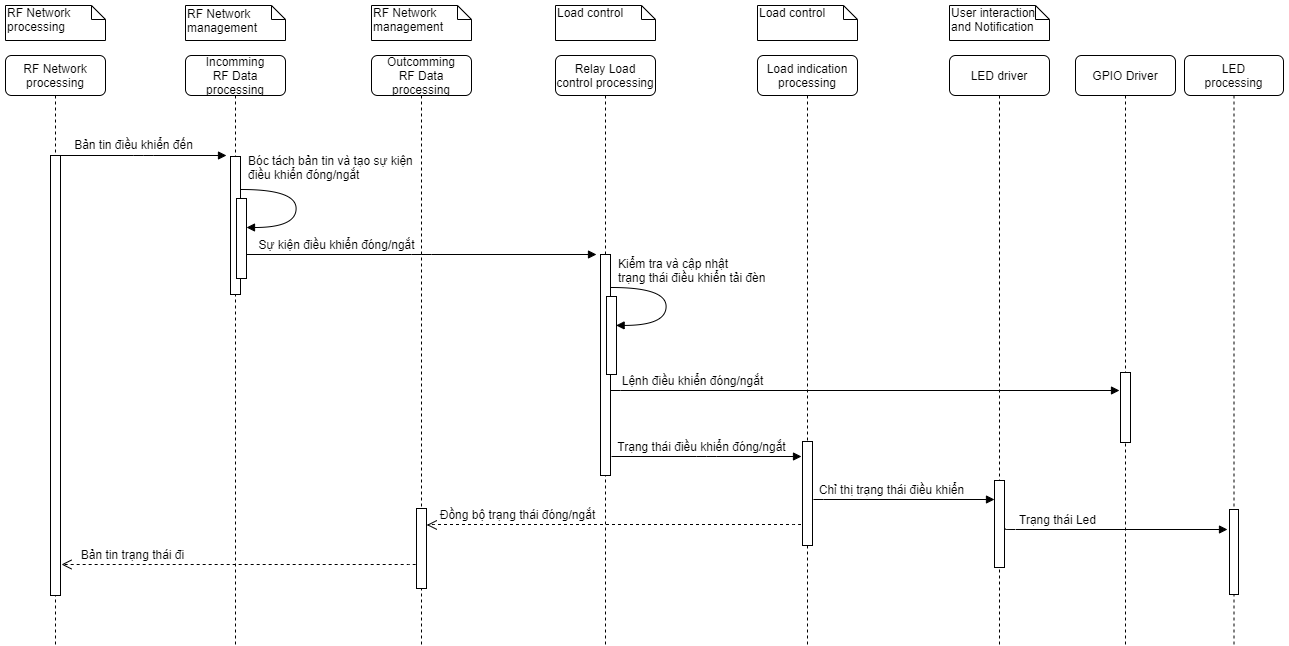 RF Network
processing
RF Network
management
RF Network
management
Load control
Load control
User interaction
and Notification
RF Network
processing
Incomming
RF Data
processing
Outcomming
RF Data
processing
Relay Load
control processing
Load indication
processing
LED driver
GPIO Driver
LED
processing
Bản tin điều khiển đến
Bóc tách bản tin và tạo sự kiện
điều khiển đóng/ngắt
Sự kiện điều khiển đóng/ngắt
Kiểm tra và cập nhật
trạng thái điều khiển tải đèn
Lệnh điều khiển đóng/ngắt
Trạng thái điều khiển đóng/ngắt
Chỉ thị trạng thái điều khiển
Đồng bộ trạng thái đóng/ngắt
Trạng thái Led
Bản tin trạng thái đi